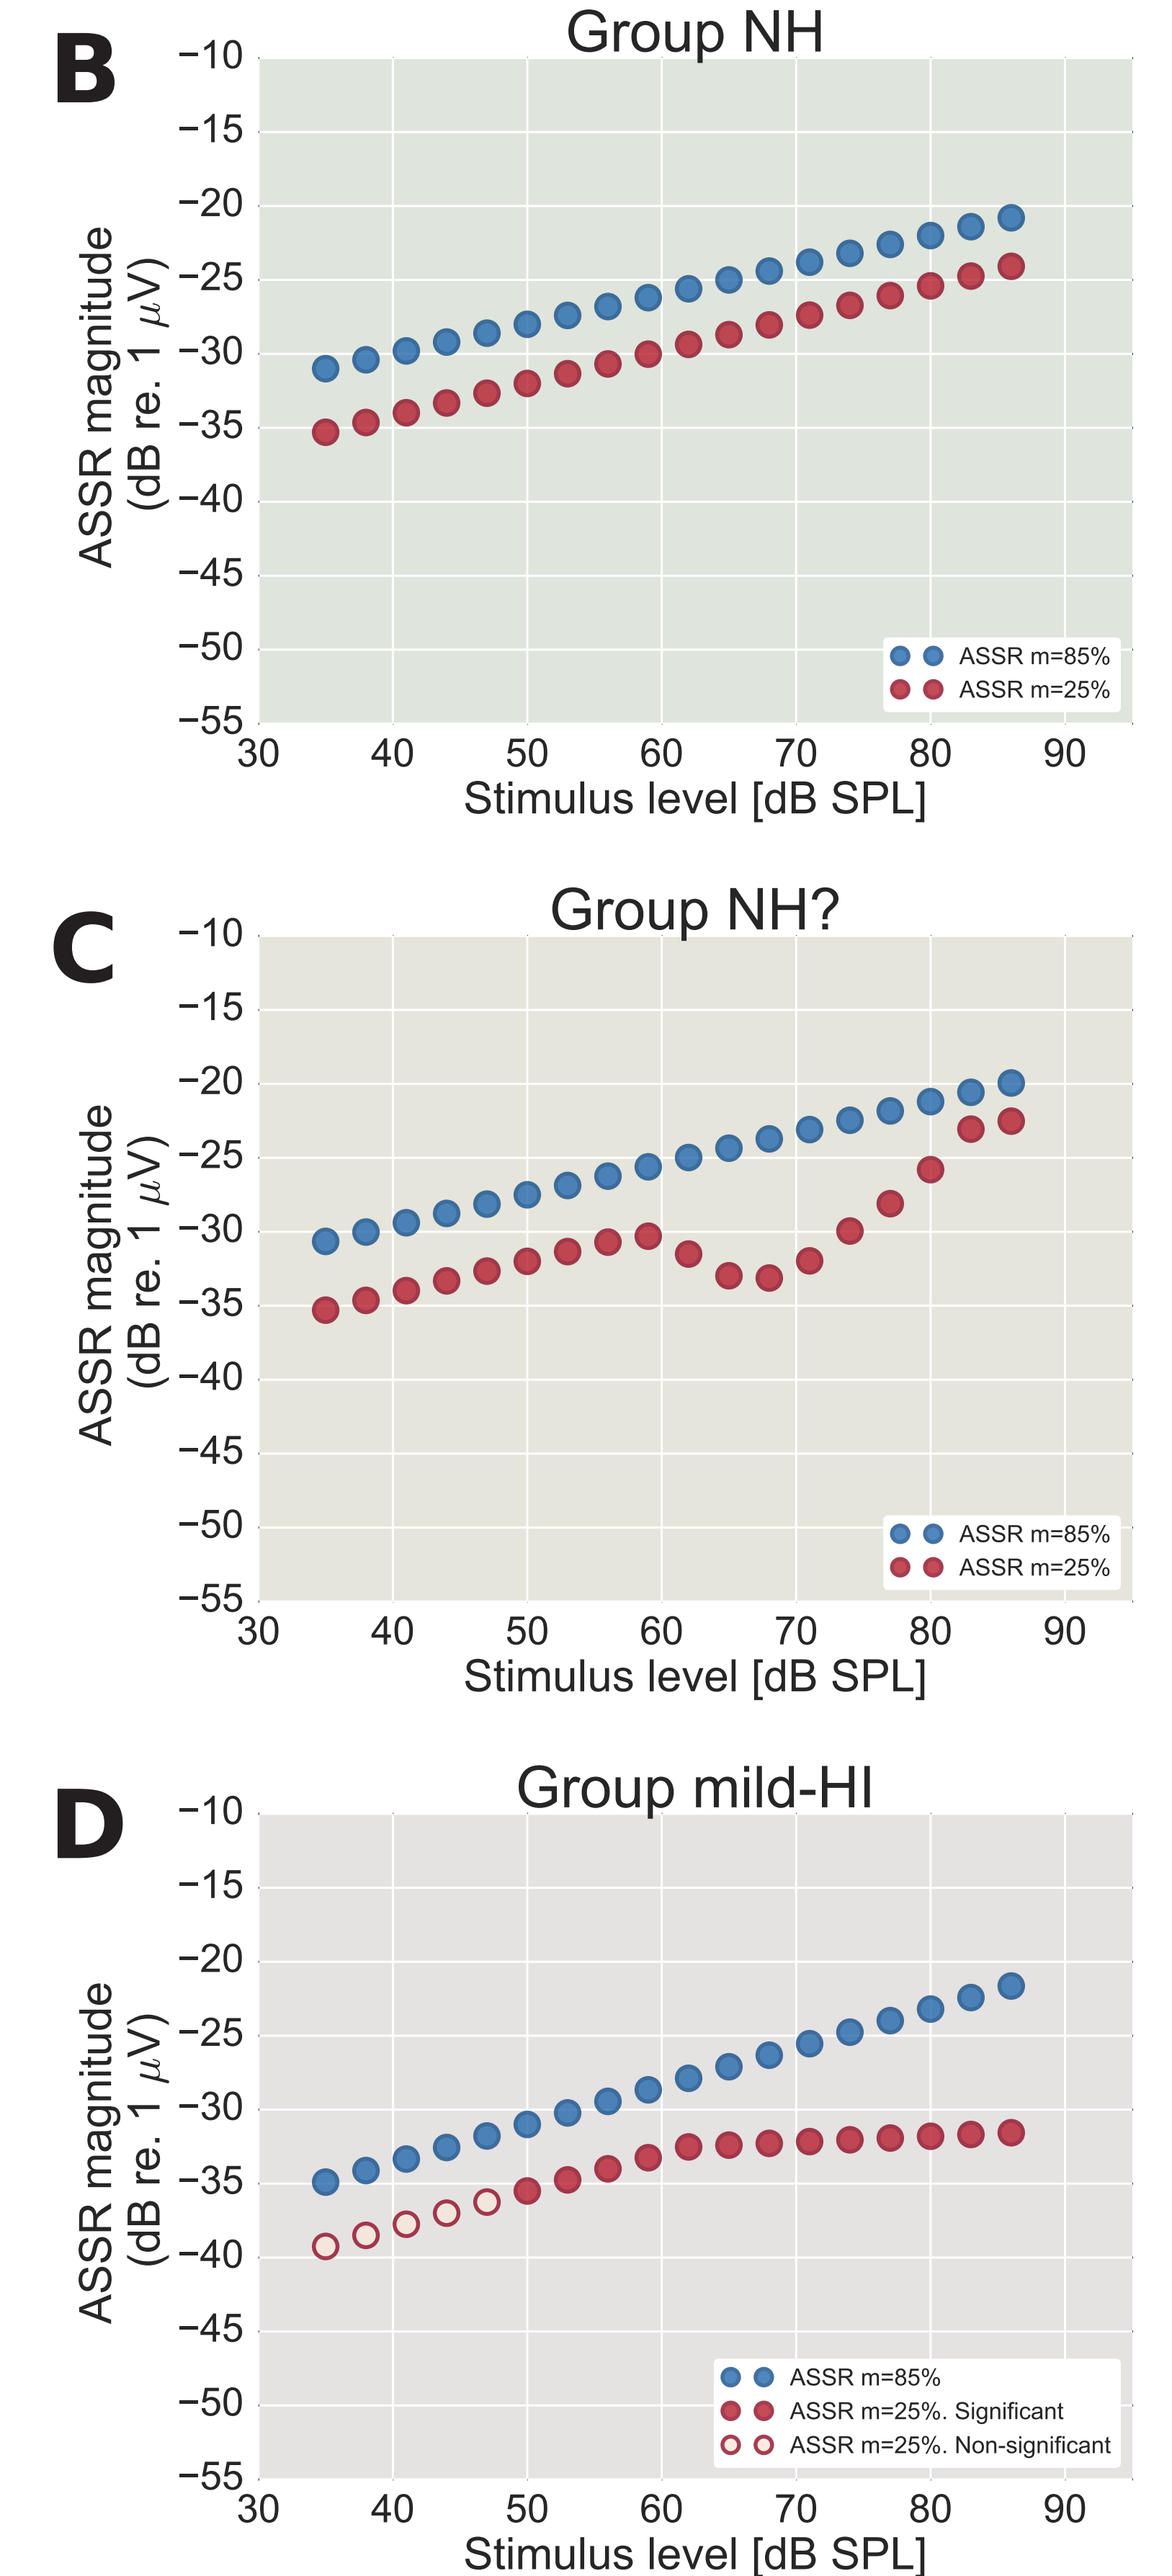 B
Group NH
−10
−15
−20
−25
−30
−35
−40
−45
−50
−55
ASSR magnitude
(dB re. 1 μV)
ASSR m=85%
ASSR m=25%
30 40 50 60 70 80 90
Stimulus level [dB SPL]
C
Group NH?
−10
−15
−20
−25
−30
−35
−40
−45
−50
−55
ASSR magnitude
(dB re. 1 μV)
ASSR m=85%
ASSR m=25%
30 40 50 60 70 80 90
Stimulus level [dB SPL]
D
Group mild-HI
−10
−15
−20
−25
−30
−35
−40
−45
−50
−55
ASSR magnitude
(dB re. 1 μV)
ASSR m=85%
ASSR m=25%. Significant
ASSR m=25%. Non-significant
30 40 50 60 70 80 90
Stimulus level [dB SPL]